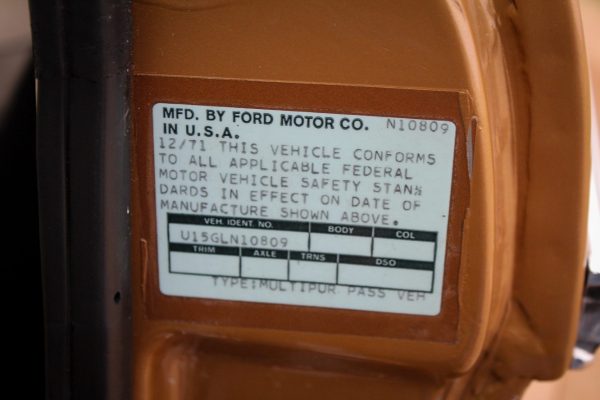 MFD. BY FORD MOTOR CO. N10809
IN U.S.A.
12/71 THIS VEHICLE CONFORMS
TO ALL APPLICABLE FEDERAL
MOTOR VEHICLE SAFETY STAN%
DARDS IN EFFECT ON DATE OF
MANUFACTURE SHOWN ABOVE.
VEH. IDENT. NO. BODY COL
U15GLN10809
TRIM AXLE TRNS DSO
TYPE:MULTIPUR PASS VEH